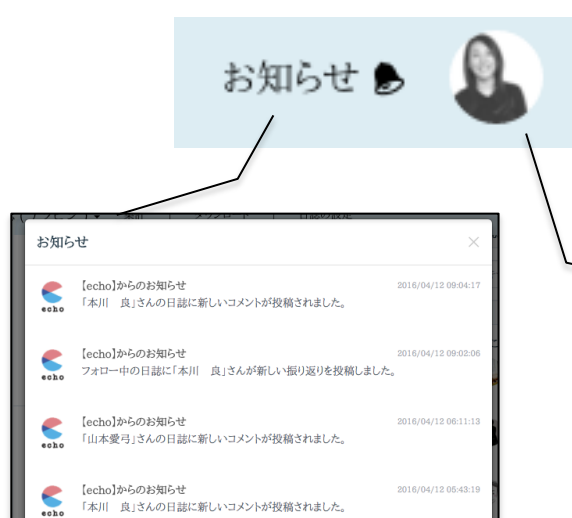 お知らせ
お知らせ
【echo】からのお知らせ 2016/04/12 09:04:17
「本川　良」さんの日誌に新しいコメントが投稿されました。
echo
【echo】からのお知らせ 2016/04/12 09:02:06
フォロー中の日誌に「本川　良」さんが新しい振り返りを投稿しました。
echo
【echo】からのお知らせ 2016/04/12 06:11:13
「山本愛弓」さんの日誌に新しいコメントが投稿されました。
echo
【echo】からのお知らせ 2016/04/12 05:43:19
「本川　良」さんの日誌に新しいコメントが投稿されました。
echo